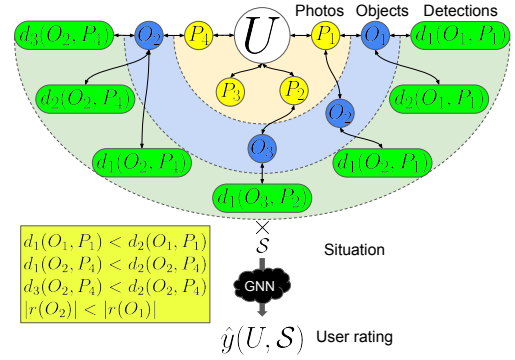 Photos Objects Detections
d₃(O₂, P₁) O₂ P₄ U P₁ O₁ d₁(O₁, P₁)
d₂(O₂, P₄) P₃ P₂ d₂(O₁, P₁)
O₂
O₃
d₁(O₂, P₄) d₁(O₂, P₁)
d₁(O₃, P₂)
×
𝒮
Situation
d₁(O₁, P₁) < d₂(O₁, P₁)
d₁(O₂, P₄) < d₂(O₂, P₄)
d₃(O₂, P₄) < d₂(O₂, P₄)
|r(O₂)| < |r(O₁)|
GNN
ŷ(U, 𝒮)
User rating